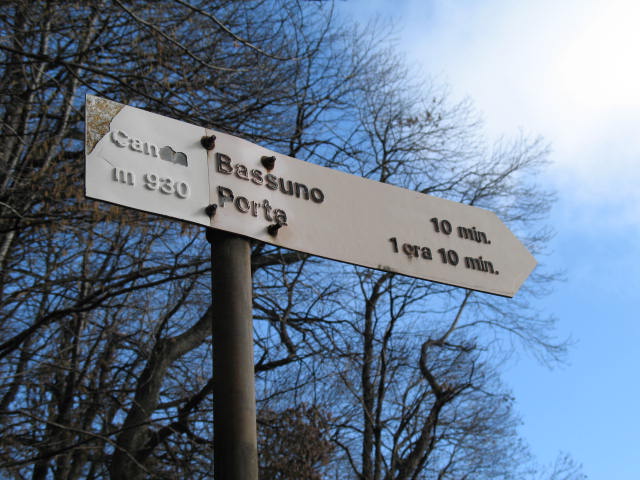 m 930
Bassuno 10 min.
Porta 1 ora 10 min.